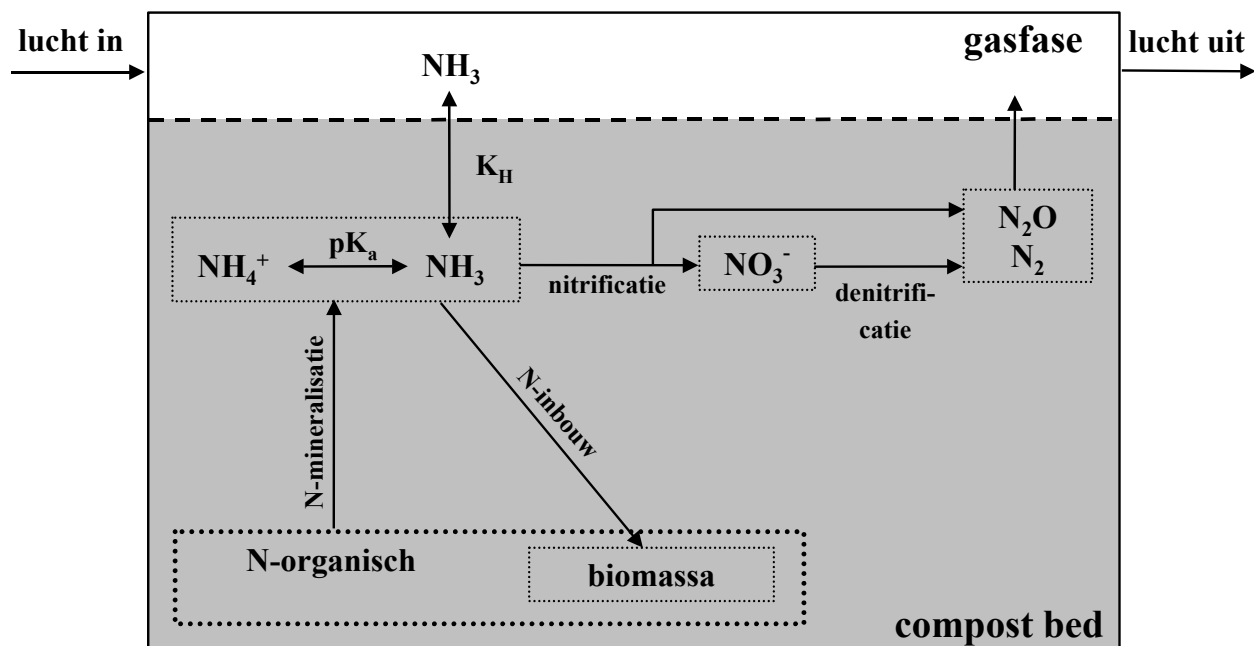 lucht in
gasfase
lucht uit
NH₃
K_H
NH₄⁺
pKₐ
NH₃
nitrificatie
NO₃⁻
denitrifi-
catie
N₂O
N₂
N-mineralisatie
N-inbouw
N-organisch
biomassa
compost bed